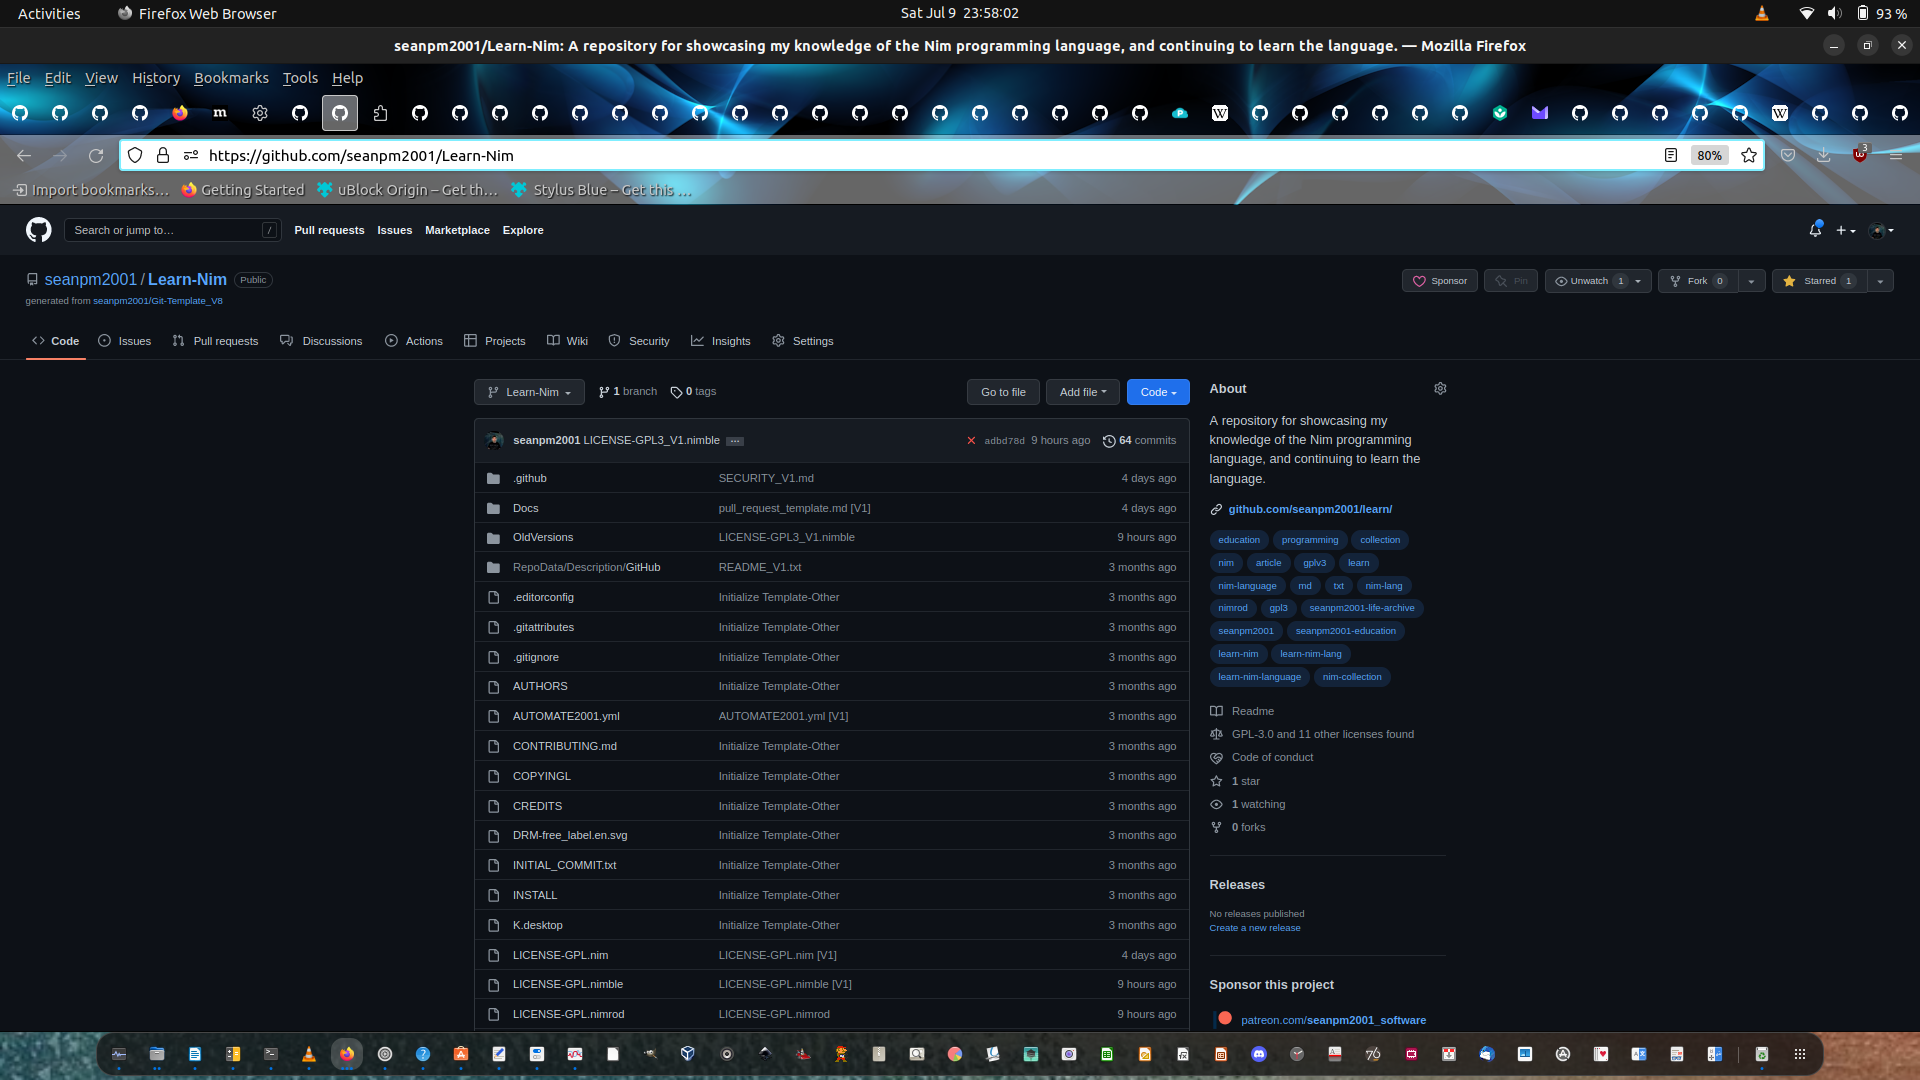 Activities Firefox Web Browser Sat Jul 9 23:58:02 93 %
seanpm2001/Learn-Nim: A repository for showcasing my knowledge of the Nim programming language, and continuing to learn the language. — Mozilla Firefox
File Edit View History Bookmarks Tools Help
https://github.com/seanpm2001/Learn-Nim 80% 3
Import bookmarks… Getting Started uBlock Origin – Get th… Stylus Blue – Get this …
Search or jump to… / Pull requests Issues Marketplace Explore
seanpm2001 / Learn-Nim Public Sponsor Pin Unwatch 1 Fork 0 Starred 1
generated from seanpm2001/Git-Template_V8
Code Issues Pull requests Discussions Actions Projects Wiki Security Insights Settings
Learn-Nim 1 branch 0 tags Go to file Add file Code
seanpm2001 LICENSE-GPL3_V1.nimble … adbd78d 9 hours ago 64 commits
.github SECURITY_V1.md 4 days ago
Docs pull_request_template.md [V1] 4 days ago
OldVersions LICENSE-GPL3_V1.nimble 9 hours ago
RepoData/Description/GitHub README_V1.txt 3 months ago
.editorconfig Initialize Template-Other 3 months ago
.gitattributes Initialize Template-Other 3 months ago
.gitignore Initialize Template-Other 3 months ago
AUTHORS Initialize Template-Other 3 months ago
AUTOMATE2001.yml AUTOMATE2001.yml [V1] 3 months ago
CONTRIBUTING.md Initialize Template-Other 3 months ago
COPYINGL Initialize Template-Other 3 months ago
CREDITS Initialize Template-Other 3 months ago
DRM-free_label.en.svg Initialize Template-Other 3 months ago
INITIAL_COMMIT.txt Initialize Template-Other 3 months ago
INSTALL Initialize Template-Other 3 months ago
K.desktop Initialize Template-Other 3 months ago
LICENSE-GPL.nim LICENSE-GPL.nim [V1] 4 days ago
LICENSE-GPL.nimble LICENSE-GPL.nimble [V1] 9 hours ago
LICENSE-GPL.nimrod LICENSE-GPL.nimrod 9 hours ago
About
A repository for showcasing my
knowledge of the Nim programming
language, and continuing to learn the
language.
github.com/seanpm2001/learn/
education programming collection
nim article gplv3 learn
nim-language md txt nim-lang
nimrod gpl3 seanpm2001-life-archive
seanpm2001 seanpm2001-education
learn-nim learn-nim-lang
learn-nim-language nim-collection
Readme
GPL-3.0 and 11 other licenses found
Code of conduct
1 star
1 watching
0 forks
Releases
No releases published
Create a new release
Sponsor this project
patreon.com/seanpm2001_software